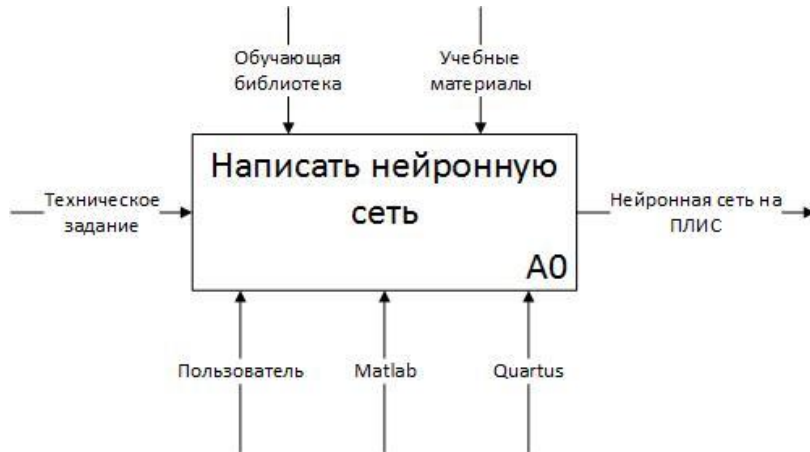 Обучающая
библиотека
Учебные
материалы
Написать нейронную
сеть
A0
Техническое
задание
Нейронная сеть на
ПЛИС
Пользователь
Matlab
Quartus